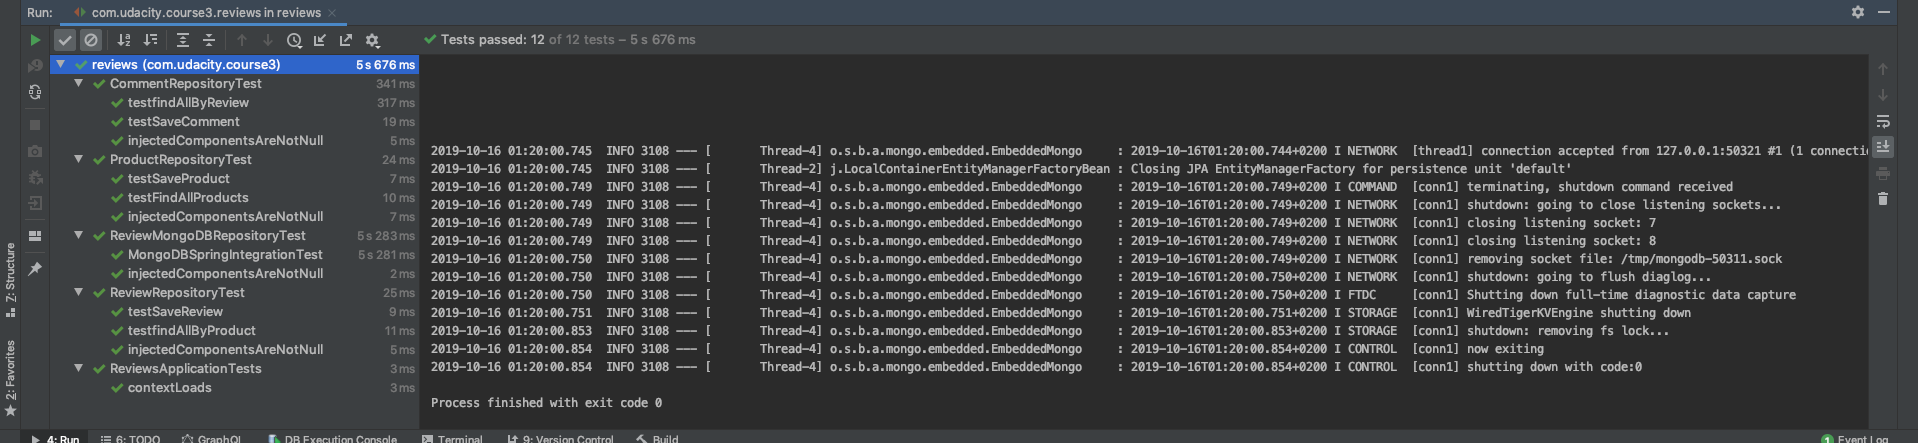 Run: com.udacity.course3.reviews in reviews
Tests passed: 12 of 12 tests – 5 s 676 ms
reviews (com.udacity.course3) 5 s 676 ms
CommentRepositoryTest 341 ms
testfindAllByReview 317 ms
testSaveComment 19 ms
injectedComponentsAreNotNull 5 ms
ProductRepositoryTest 24 ms
testSaveProduct 7 ms
testFindAllProducts 10 ms
injectedComponentsAreNotNull 7 ms
ReviewMongoDBRepositoryTest 5 s 283 ms
MongoDBSpringIntegrationTest 5 s 281 ms
injectedComponentsAreNotNull 2 ms
ReviewRepositoryTest 25 ms
testSaveReview 9 ms
testfindAllByProduct 11 ms
injectedComponentsAreNotNull 5 ms
ReviewsApplicationTests 3 ms
contextLoads 3 ms
2019-10-16 01:20:00.745  INFO 3108 --- [       Thread-4] o.s.b.a.mongo.embedded.EmbeddedMongo     : 2019-10-16T01:20:00.744+0200 I NETWORK  [thread1] connection accepted from 127.0.0.1:50321 #1 (1 connectio
2019-10-16 01:20:00.745  INFO 3108 --- [       Thread-2] j.LocalContainerEntityManagerFactoryBean : Closing JPA EntityManagerFactory for persistence unit 'default'
2019-10-16 01:20:00.749  INFO 3108 --- [       Thread-4] o.s.b.a.mongo.embedded.EmbeddedMongo     : 2019-10-16T01:20:00.749+0200 I COMMAND  [conn1] terminating, shutdown command received
2019-10-16 01:20:00.749  INFO 3108 --- [       Thread-4] o.s.b.a.mongo.embedded.EmbeddedMongo     : 2019-10-16T01:20:00.749+0200 I NETWORK  [conn1] shutdown: going to close listening sockets...
2019-10-16 01:20:00.749  INFO 3108 --- [       Thread-4] o.s.b.a.mongo.embedded.EmbeddedMongo     : 2019-10-16T01:20:00.749+0200 I NETWORK  [conn1] closing listening socket: 7
2019-10-16 01:20:00.749  INFO 3108 --- [       Thread-4] o.s.b.a.mongo.embedded.EmbeddedMongo     : 2019-10-16T01:20:00.749+0200 I NETWORK  [conn1] closing listening socket: 8
2019-10-16 01:20:00.750  INFO 3108 --- [       Thread-4] o.s.b.a.mongo.embedded.EmbeddedMongo     : 2019-10-16T01:20:00.750+0200 I NETWORK  [conn1] removing socket file: /tmp/mongodb-50311.sock
2019-10-16 01:20:00.750  INFO 3108 --- [       Thread-4] o.s.b.a.mongo.embedded.EmbeddedMongo     : 2019-10-16T01:20:00.750+0200 I NETWORK  [conn1] shutdown: going to flush diaglog...
2019-10-16 01:20:00.750  INFO 3108 --- [       Thread-4] o.s.b.a.mongo.embedded.EmbeddedMongo     : 2019-10-16T01:20:00.750+0200 I FTDC     [conn1] Shutting down full-time diagnostic data capture
2019-10-16 01:20:00.751  INFO 3108 --- [       Thread-4] o.s.b.a.mongo.embedded.EmbeddedMongo     : 2019-10-16T01:20:00.751+0200 I STORAGE  [conn1] WiredTigerKVEngine shutting down
2019-10-16 01:20:00.853  INFO 3108 --- [       Thread-4] o.s.b.a.mongo.embedded.EmbeddedMongo     : 2019-10-16T01:20:00.853+0200 I STORAGE  [conn1] shutdown: removing fs lock...
2019-10-16 01:20:00.854  INFO 3108 --- [       Thread-4] o.s.b.a.mongo.embedded.EmbeddedMongo     : 2019-10-16T01:20:00.854+0200 I CONTROL  [conn1] now exiting
2019-10-16 01:20:00.854  INFO 3108 --- [       Thread-4] o.s.b.a.mongo.embedded.EmbeddedMongo     : 2019-10-16T01:20:00.854+0200 I CONTROL  [conn1] shutting down with code:0
Process finished with exit code 0
Z: Structure
2: Favorites
4: Run 6: TODO GraphQL DB Execution Console Terminal 9: Version Control Build 1 Event Log